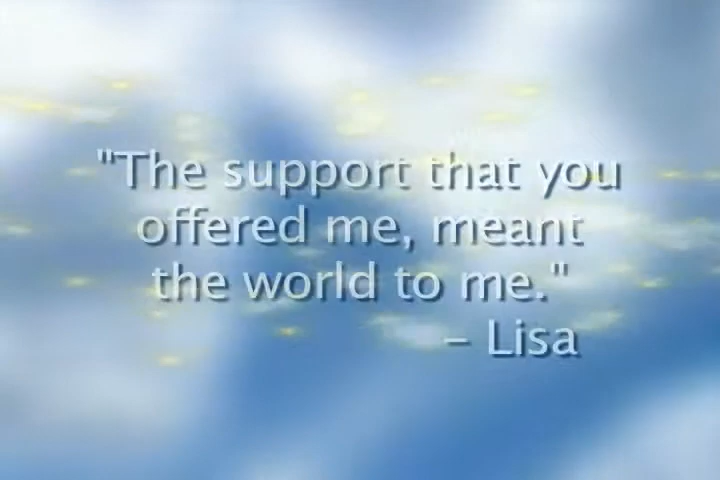 "The support that you
offered me, meant
the world to me."
– Lisa